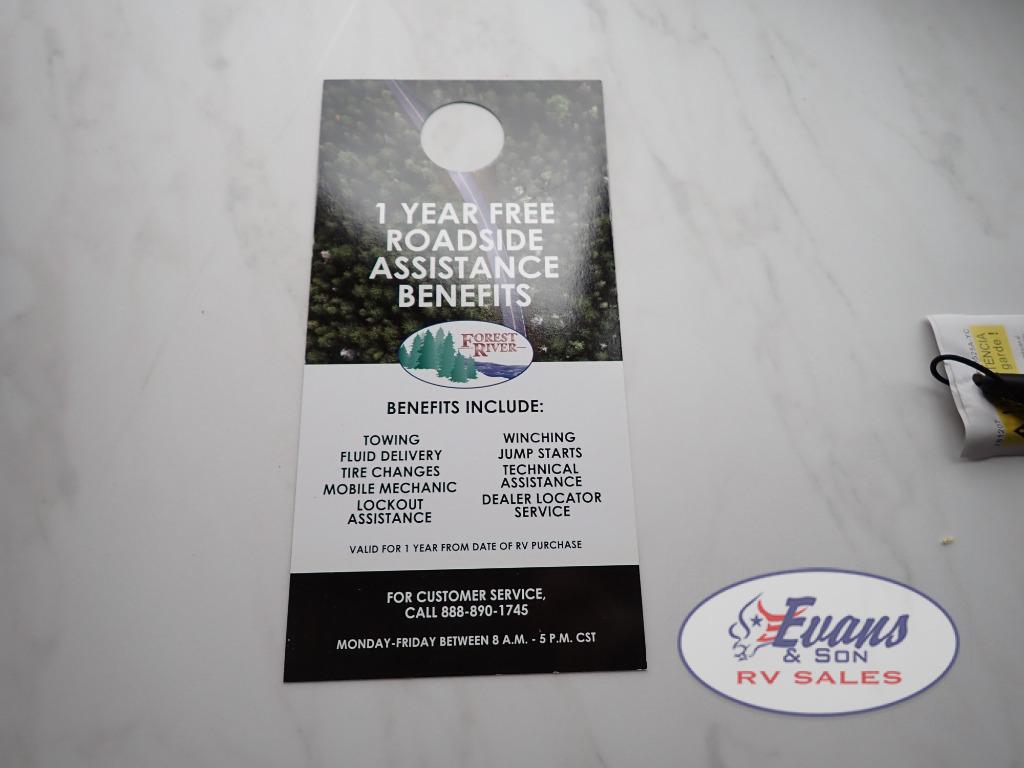 1 YEAR FREE
ROADSIDE
ASSISTANCE
BENEFITS
FOREST
RIVER
BENEFITS INCLUDE:
TOWING
FLUID DELIVERY
TIRE CHANGES
MOBILE MECHANIC
LOCKOUT
ASSISTANCE
WINCHING
JUMP STARTS
TECHNICAL
ASSISTANCE
DEALER LOCATOR
SERVICE
VALID FOR 1 YEAR FROM DATE OF RV PURCHASE
FOR CUSTOMER SERVICE,
CALL 888-890-1745
MONDAY-FRIDAY BETWEEN 8 A.M. - 5 P.M. CST
garde !
Evans
& SON
RV SALES